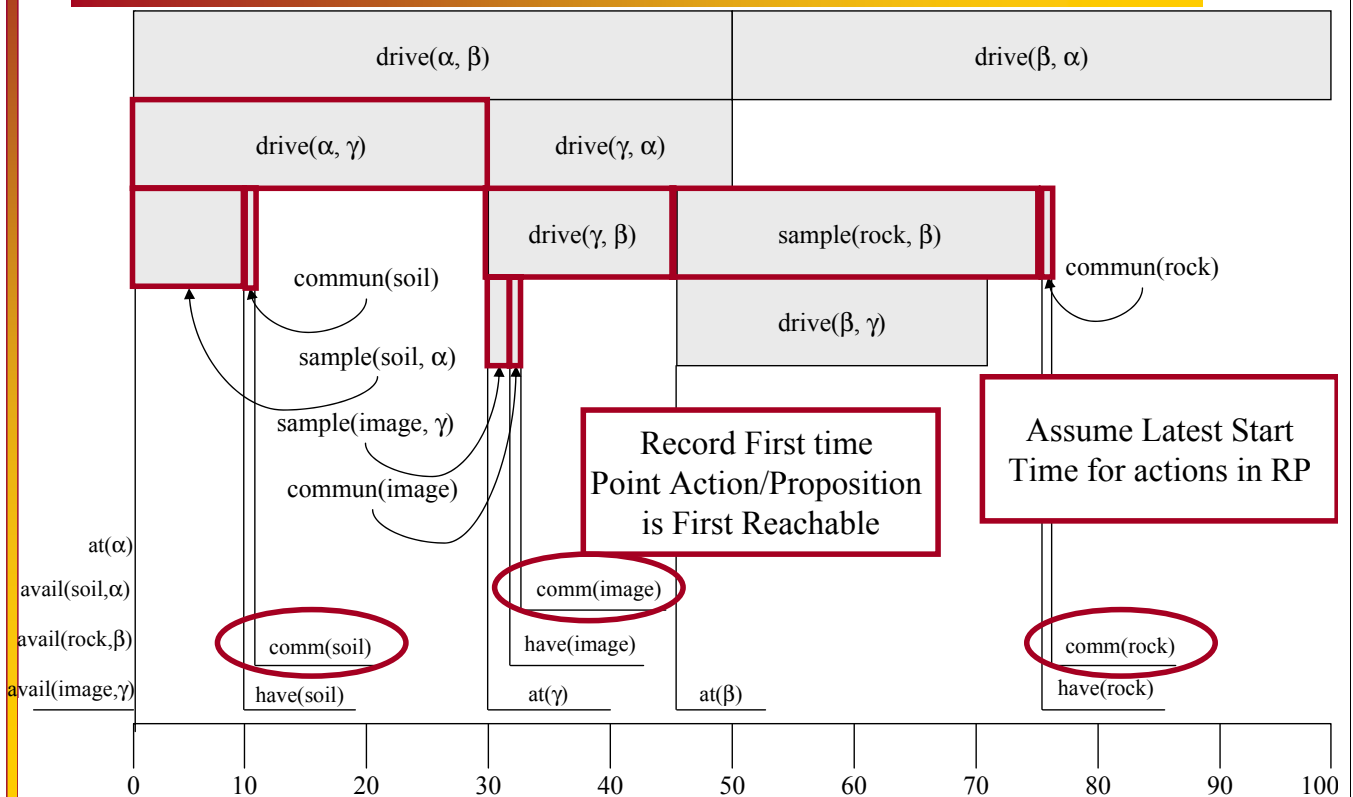 drive(α, β)
drive(β, α)
drive(α, γ)
drive(γ, α)
drive(γ, β)
sample(rock, β)
commun(soil)
commun(rock)
drive(β, γ)
sample(soil, α)
sample(image, γ)
commun(image)
Record First time
Point Action/Proposition
is First Reachable
Assume Latest Start
Time for actions in RP
at(α)
avail(soil,α)
comm(image)
avail(rock,β)
comm(soil)
have(image)
comm(rock)
avail(image,γ)
have(soil)
at(γ)
at(β)
have(rock)
0 10 20 30 40 50 60 70 80 90 100